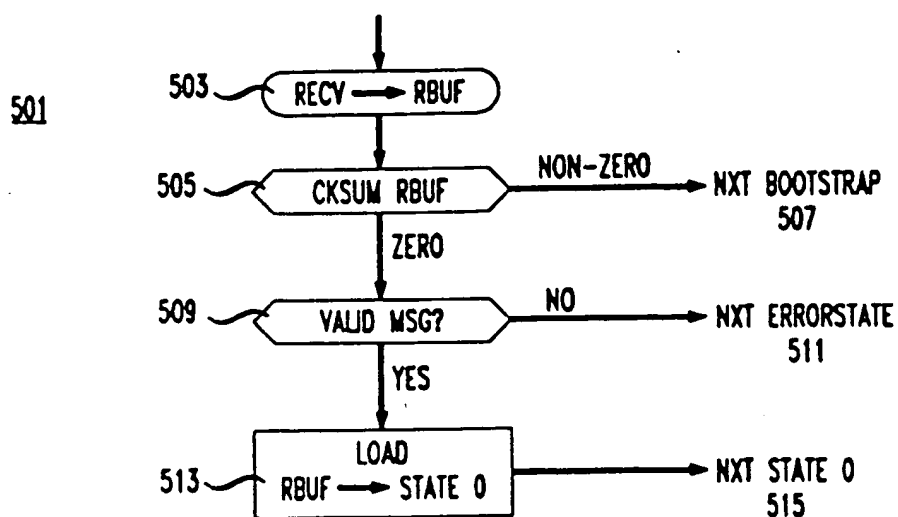 501
503
RECV → RBUF
505
CKSUM RBUF
NON-ZERO
NXT BOOTSTRAP
507
ZERO
509
VALID MSG?
NO
NXT ERRORSTATE
511
YES
513
LOAD
RBUF → STATE 0
NXT STATE 0
515